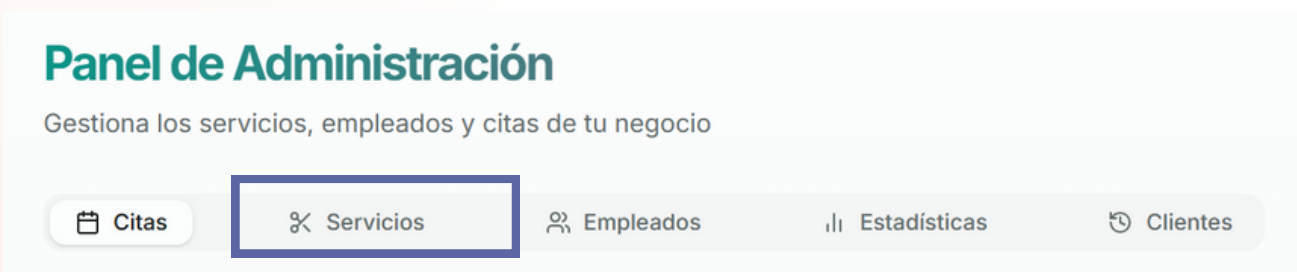 Panel de Administración
Gestiona los servicios, empleados y citas de tu negocio
Citas Servicios Empleados Estadísticas Clientes